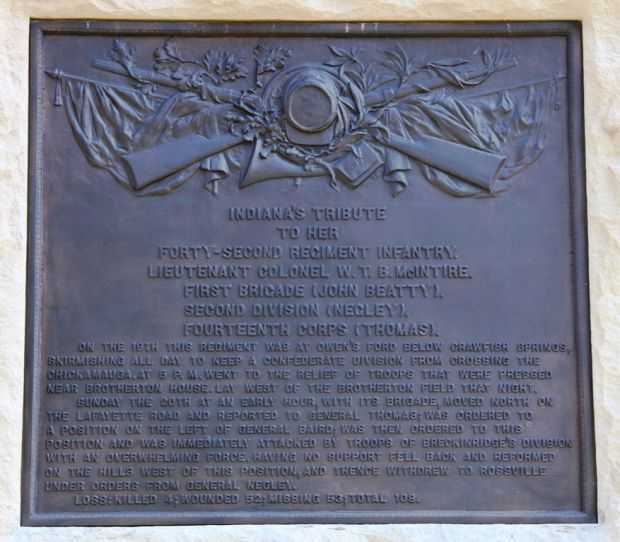 INDIANA'S TRIBUTE
TO HER
FORTY-SECOND REGIMENT INFANTRY.
LIEUTENANT COLONEL W. T. B. McINTIRE.
FIRST BRIGADE (JOHN BEATTY).
SECOND DIVISION (NEGLEY).
FOURTEENTH CORPS (THOMAS).
ON THE 19TH THIS REGIMENT WAS AT OWEN'S FORD BELOW CRAWFISH SPRINGS,
SKIRMISHING ALL DAY TO KEEP A CONFEDERATE DIVISION FROM CROSSING THE
CHICKAMAUGA. AT 5 P. M. WENT TO THE RELIEF OF TROOPS THAT WERE PRESSED
NEAR BROTHERTON HOUSE. LAY WEST OF THE BROTHERTON FIELD THAT NIGHT.
SUNDAY THE 20TH AT AN EARLY HOUR, WITH ITS BRIGADE, MOVED NORTH ON
THE LAFAYETTE ROAD AND REPORTED TO GENERAL THOMAS; WAS ORDERED TO
A POSITION ON THE LEFT OF GENERAL BAIRD; WAS THEN ORDERED TO THIS
POSITION AND WAS IMMEDIATELY ATTACKED BY TROOPS OF BRECKINRIDGE'S DIVISION
WITH AN OVERWHELMING FORCE. HAVING NO SUPPORT FELL BACK AND REFORMED
ON THE HILLS WEST OF THIS POSITION, AND THENCE WITHDREW TO ROSSVILLE
UNDER ORDERS FROM GENERAL NEGLEY.
LOSS: KILLED 4; WOUNDED 52; MISSING 53; TOTAL 109.